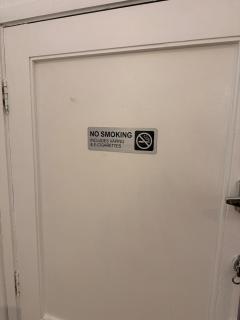 NO SMOKING
INCLUDES VAPING
& E-CIGARETTES